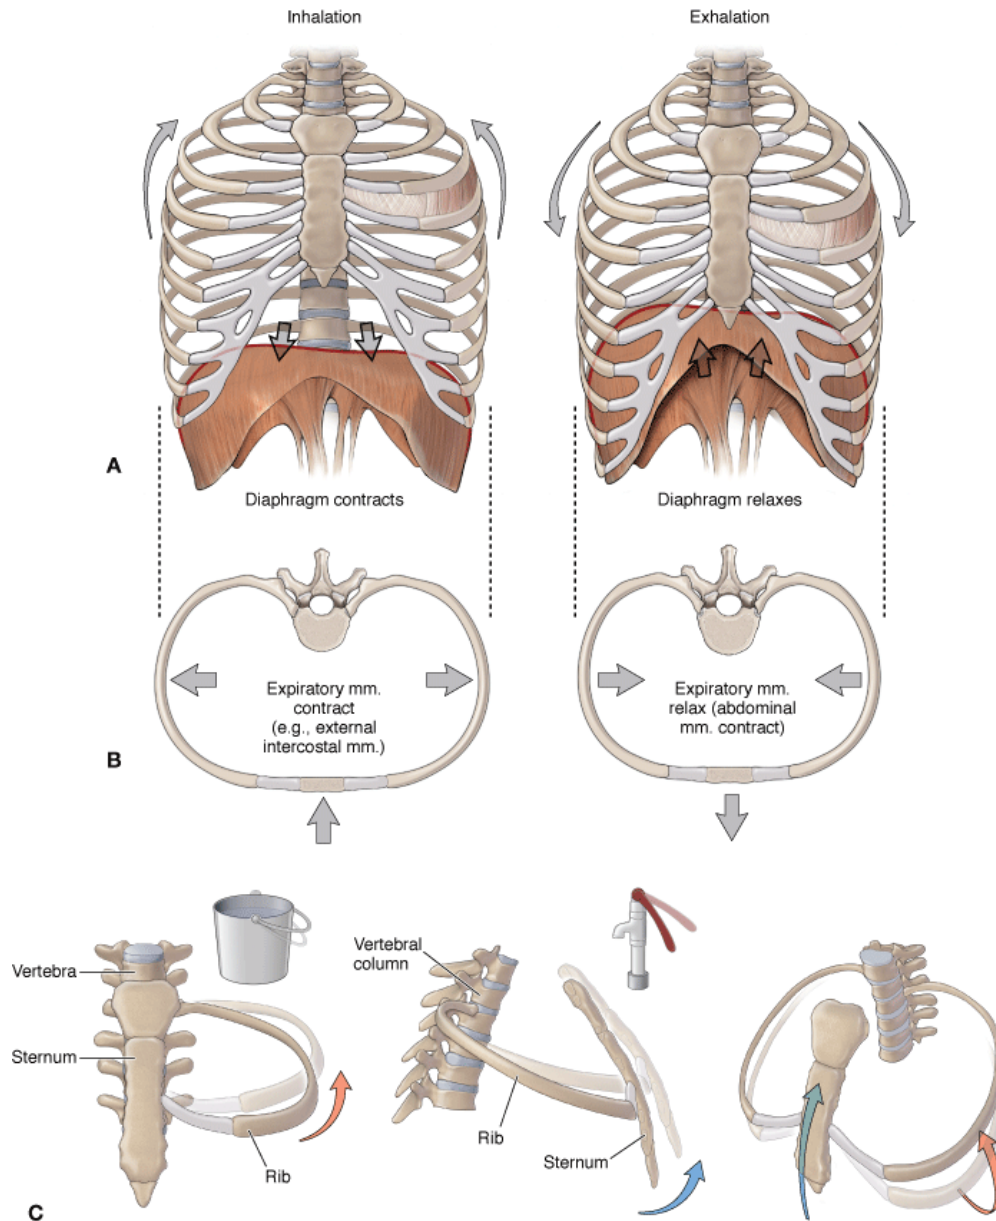 Inhalation
Exhalation
A
Diaphragm contracts
Diaphragm relaxes
Expiratory mm.
contract
(e.g., external
intercostal mm.)
Expiratory mm.
relax (abdominal
mm. contract)
B
Vertebra
Sternum
Rib
Vertebral
column
Rib
Sternum
C